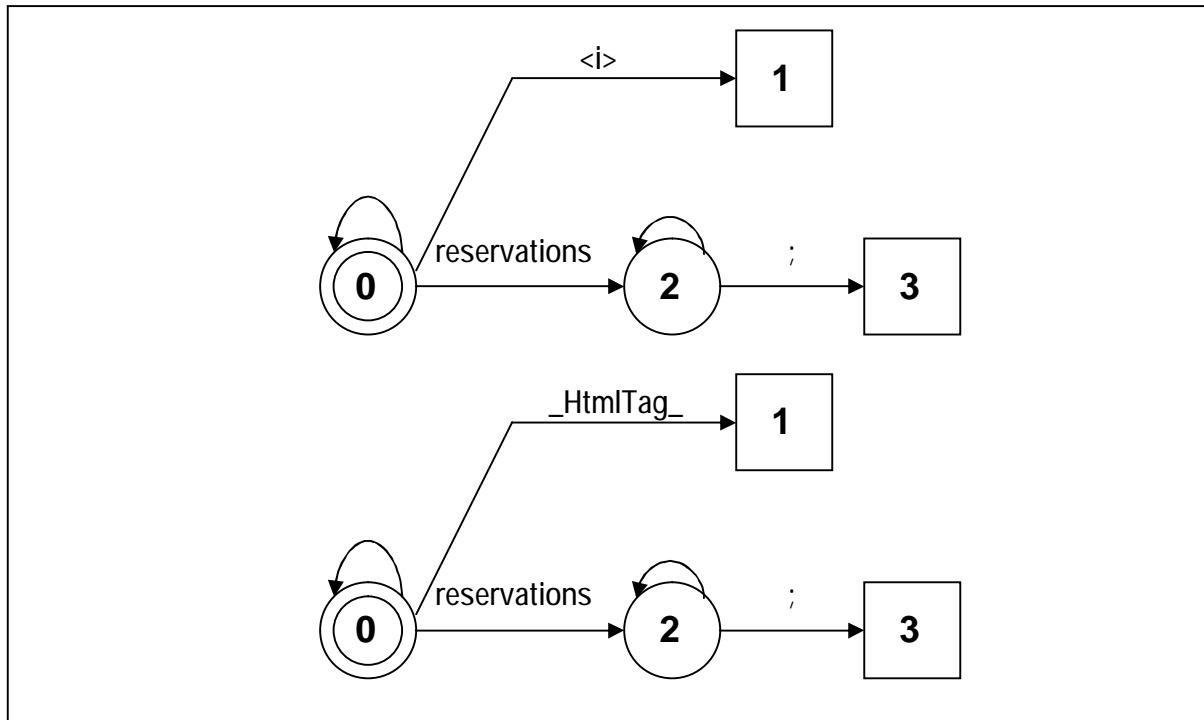 <i>
1
reservations
;
0
2
3
_HtmlTag_
1
reservations
;
0
2
3